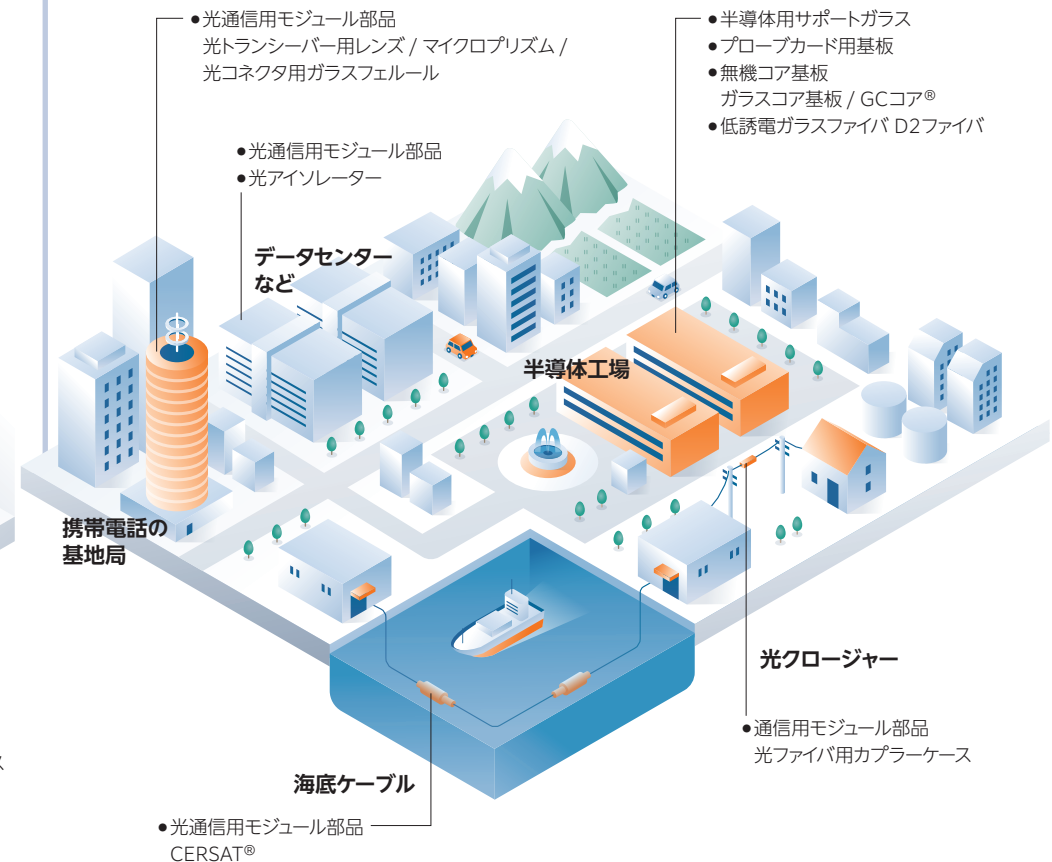 ●光通信用モジュール部品
光トランシーバー用レンズ / マイクロプリズム /
光コネクタ用ガラスフェルール
●半導体用サポートガラス
●プローブカード用基板
●無機コア基板
ガラスコア基板 / GCコア®
●低誘電ガラスファイバ D2ファイバ
●光通信用モジュール部品
●光アイソレーター
データセンター
など
半導体工場
携帯電話の
基地局
光クロージャー
●通信用モジュール部品
光ファイバ用カプラーケース
ス
海底ケーブル
●光通信用モジュール部品
CERSAT®